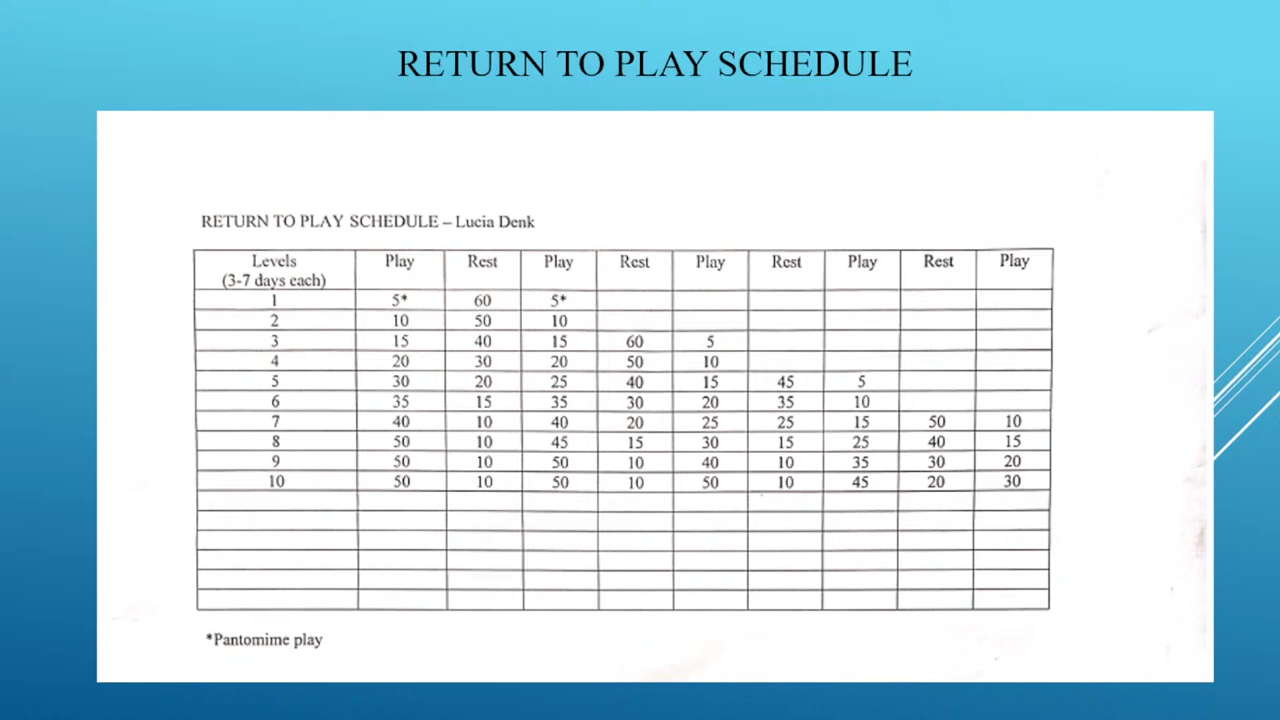 RETURN TO PLAY SCHEDULE
RETURN TO PLAY SCHEDULE – Lucia Denk
Levels Play Rest Play Rest Play Rest Play Rest Play
(3-7 days each)
1 5* 60 5*
2 10 50 10
3 15 40 15 60 5
4 20 30 20 50 10
5 30 20 25 40 15 45 5
6 35 15 35 30 20 35 10
7 40 10 40 20 25 25 15 50 10
8 50 10 45 15 30 15 25 40 15
9 50 10 50 10 40 10 35 30 20
10 50 10 50 10 50 10 45 20 30
*Pantomime play